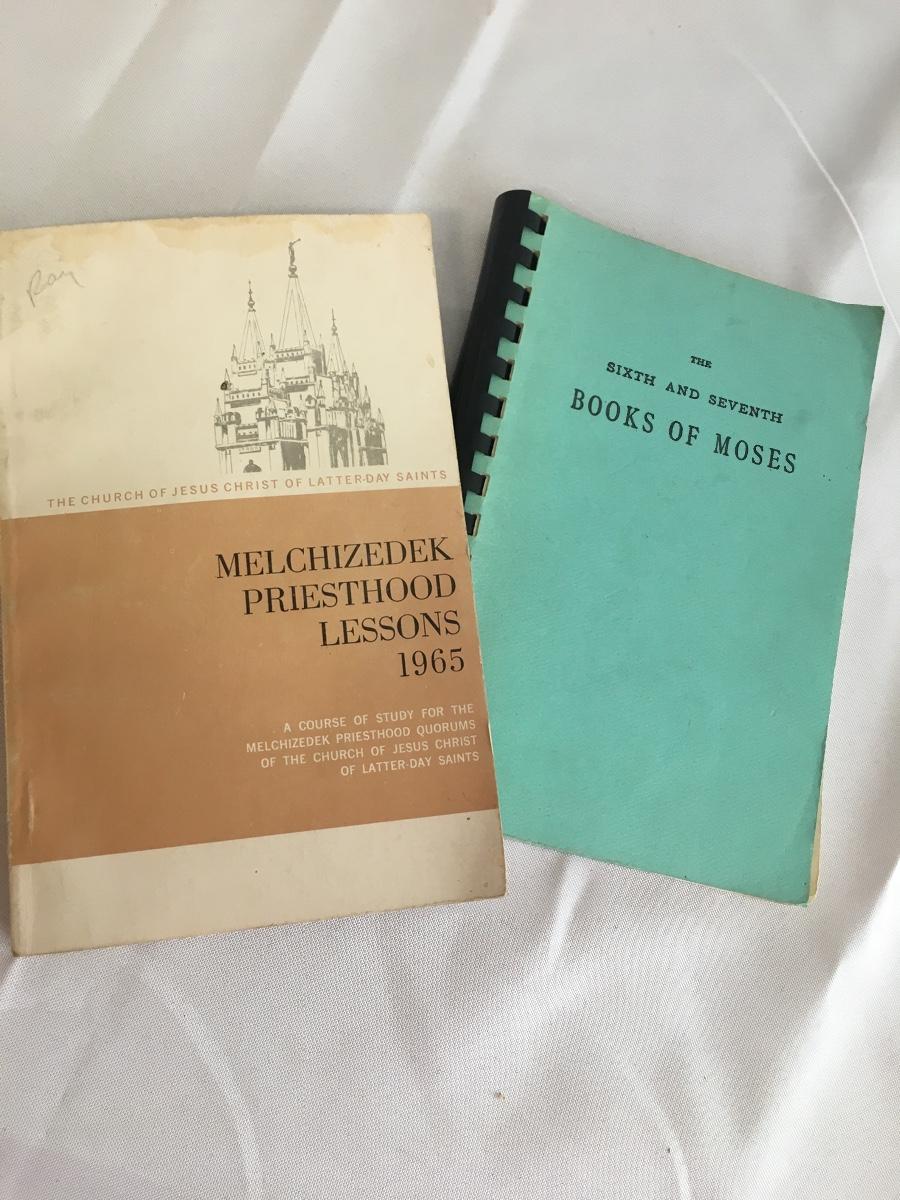 Ray
THE CHURCH OF JESUS CHRIST OF LATTER-DAY SAINTS
MELCHIZEDEK
PRIESTHOOD
LESSONS
1965
A COURSE OF STUDY FOR THE
MELCHIZEDEK PRIESTHOOD QUORUMS
OF THE CHURCH OF JESUS CHRIST
OF LATTER-DAY SAINTS
THE
SIXTH AND SEVENTH
BOOKS OF MOSES